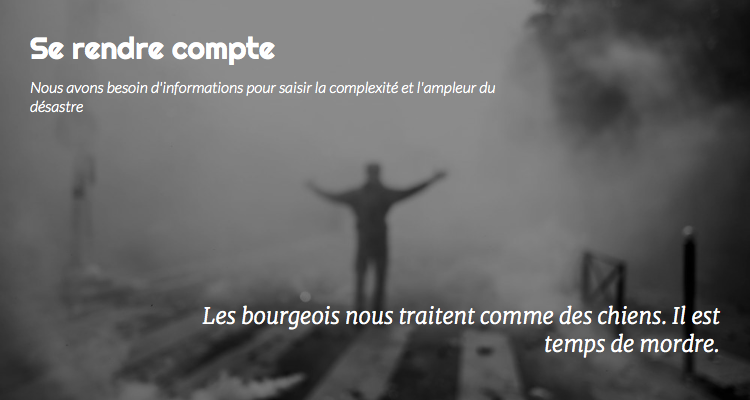 Se rendre compte
Nous avons besoin d'informations pour saisir la complexité et l'ampleur du
désastre
Les bourgeois nous traitent comme des chiens. Il est
temps de mordre.